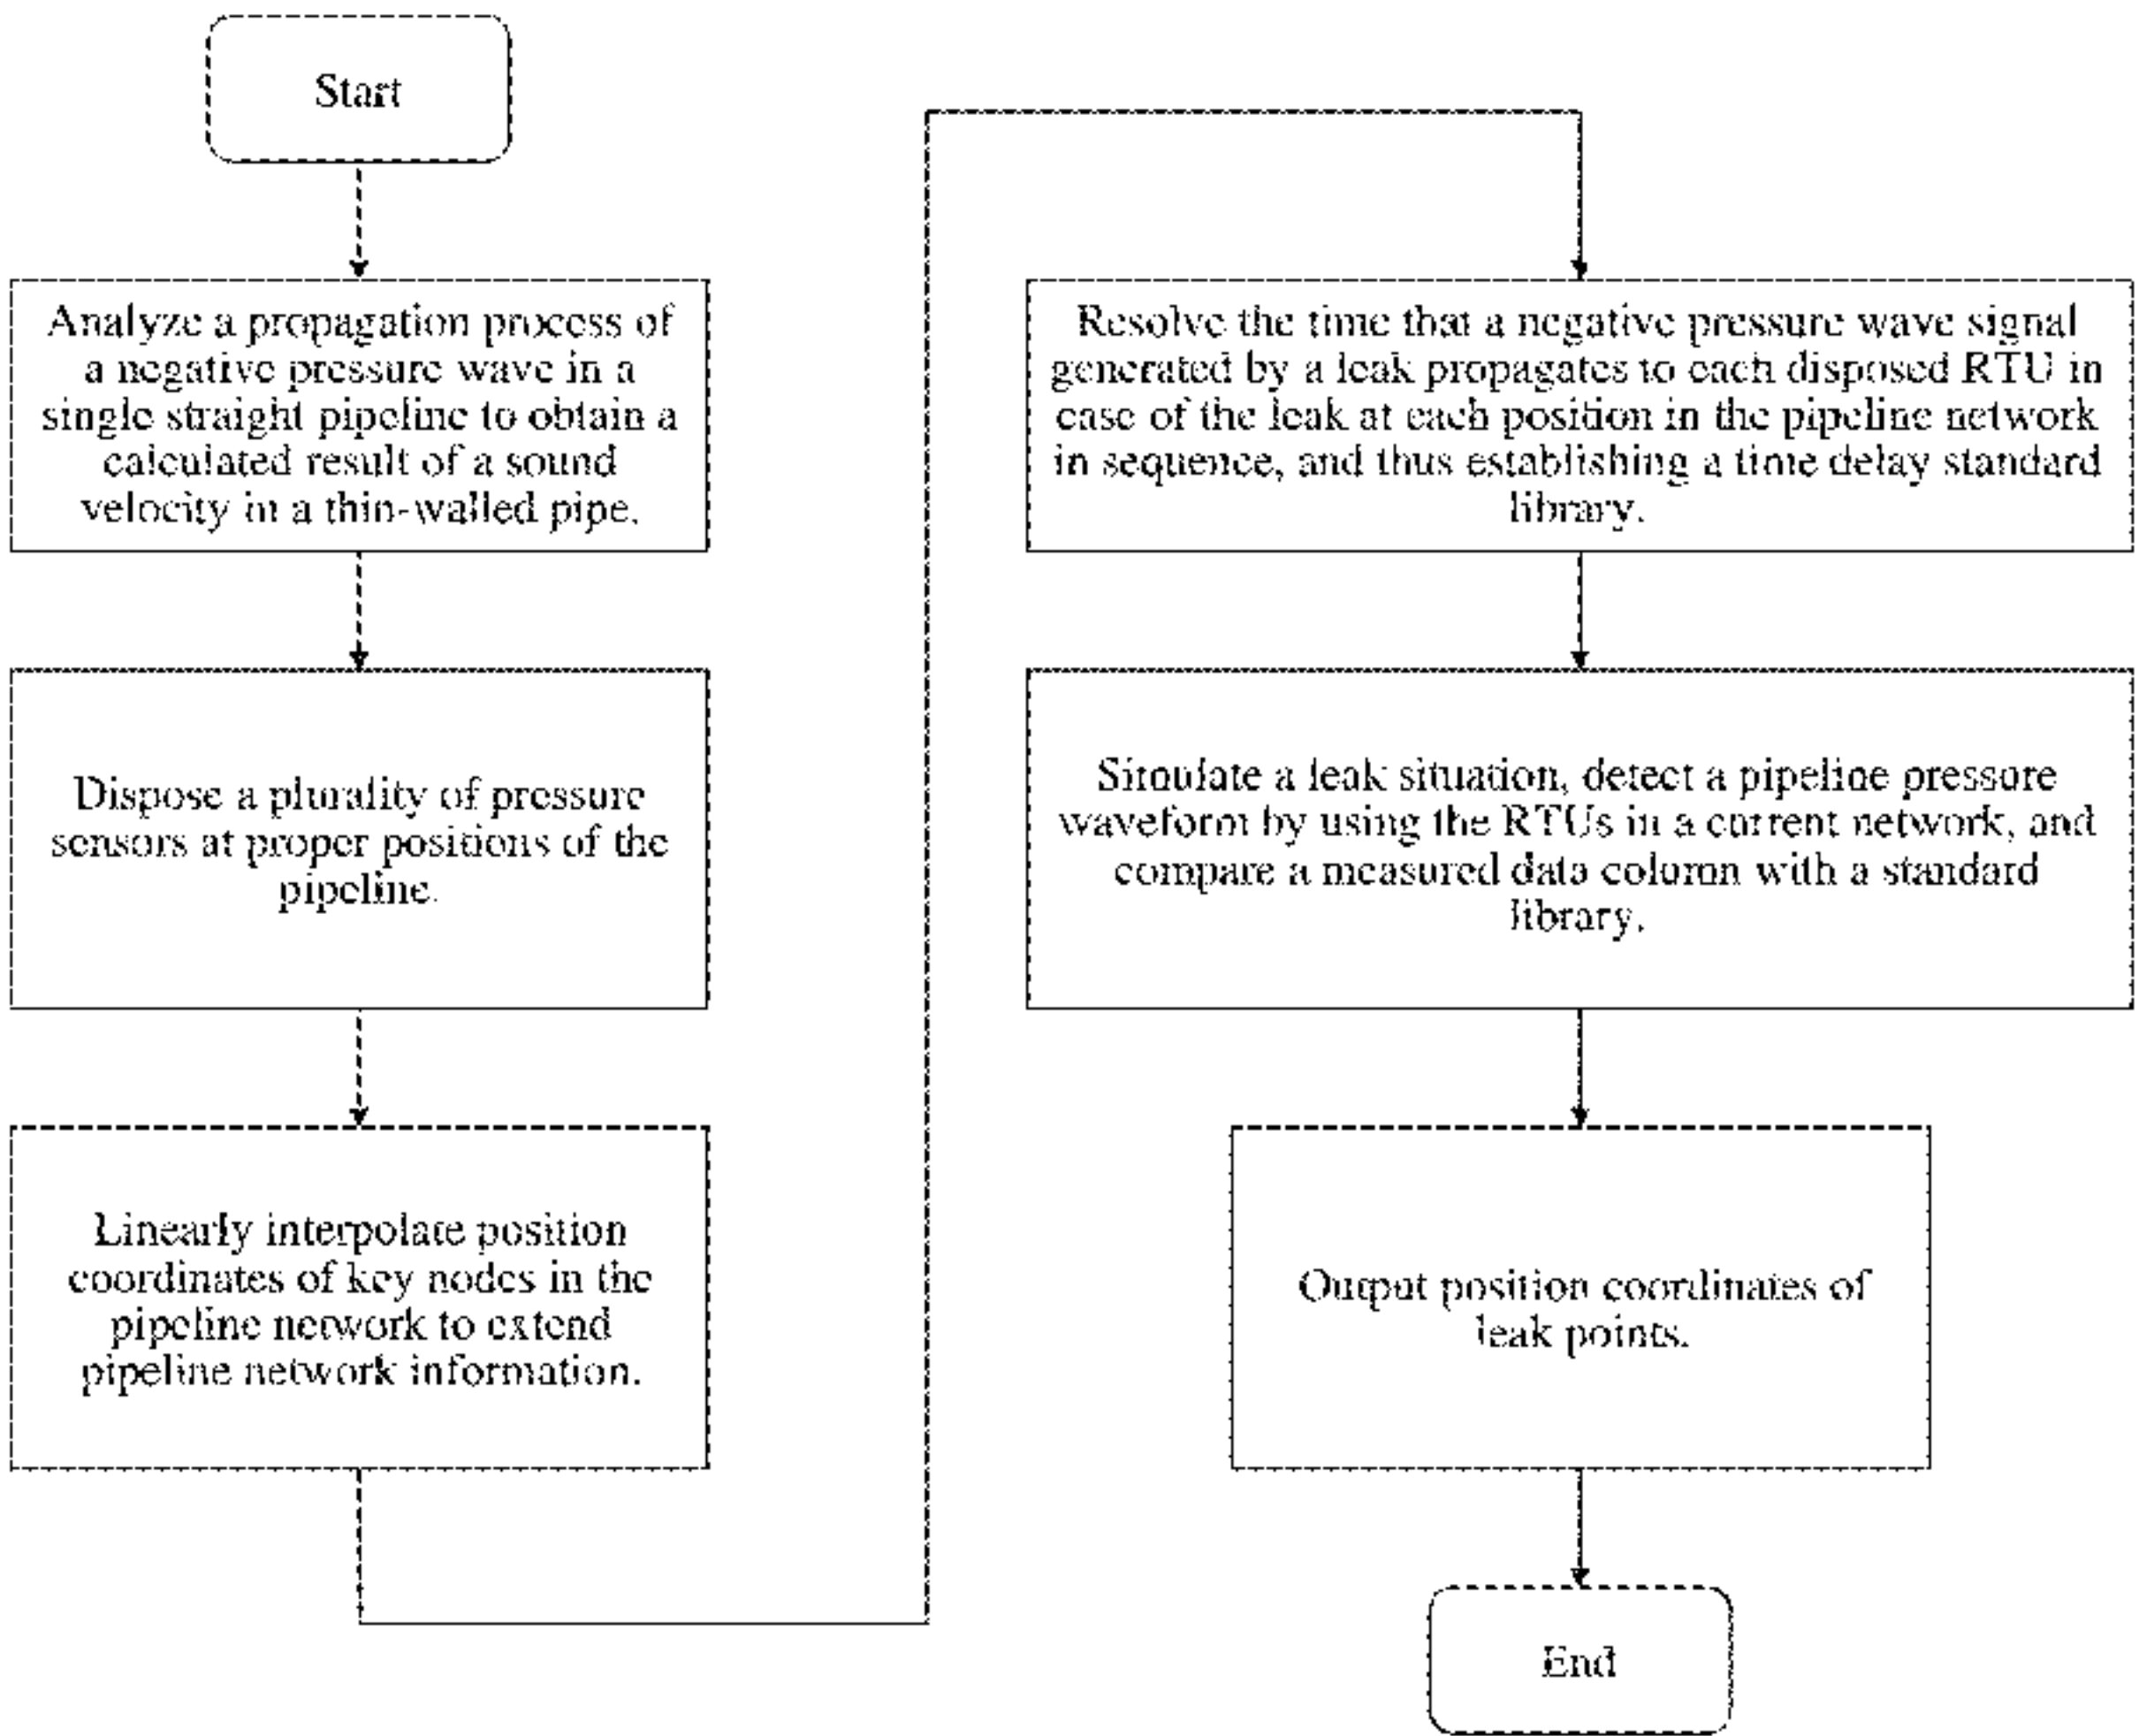 Start
Analyze a propagation process of
a negative pressure wave in a
single straight pipeline to obtain a
calculated result of a sound
velocity in a thin-walled pipe.
Dispose a plurality of pressure
sensors at proper positions of the
pipeline.
Linearly interpolate position
coordinates of key nodes in the
pipeline network to extend
pipeline network information.
Resolve the time that a negative pressure wave signal
generated by a leak propagates to each disposed RTU in
case of the leak at each position in the pipeline network
in sequence, and thus establishing a time delay standard
library.
Simulate a leak situation, detect a pipeline pressure
waveform by using the RTUs in a current network, and
compare a measured data column with a standard
library.
Output position coordinates of
leak points.
End